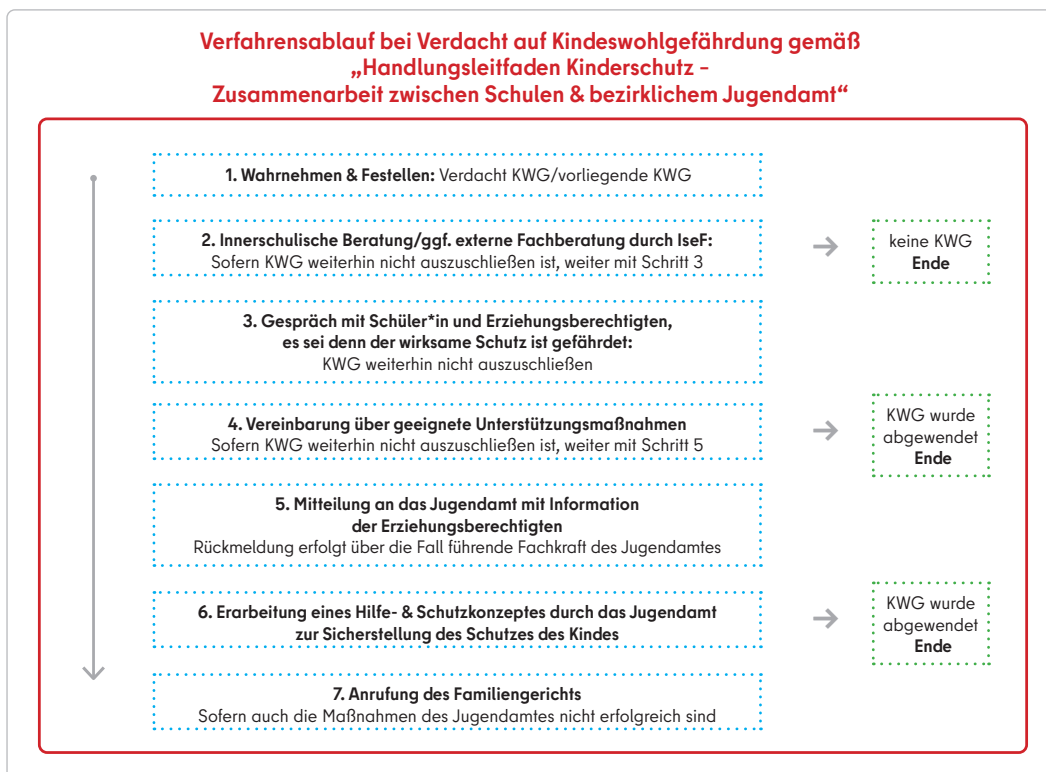 Verfahrensablauf bei Verdacht auf Kindeswohlgefährdung gemäß
„Handlungsleitfaden Kinderschutz –
Zusammenarbeit zwischen Schulen & bezirklichem Jugendamt“
1. Wahrnehmen & Festellen: Verdacht KWG/vorliegende KWG
2. Innerschulische Beratung/ggf. externe Fachberatung durch IseF:
Sofern KWG weiterhin nicht auszuschließen ist, weiter mit Schritt 3
keine KWG
Ende
3. Gespräch mit Schüler*in und Erziehungsberechtigten,
es sei denn der wirksame Schutz ist gefährdet:
KWG weiterhin nicht auszuschließen
4. Vereinbarung über geeignete Unterstützungsmaßnahmen
Sofern KWG weiterhin nicht auszuschließen ist, weiter mit Schritt 5
KWG wurde
abgewendet
Ende
5. Mitteilung an das Jugendamt mit Information
der Erziehungsberechtigten
Rückmeldung erfolgt über die Fall führende Fachkraft des Jugendamtes
6. Erarbeitung eines Hilfe- & Schutzkonzeptes durch das Jugendamt
zur Sicherstellung des Schutzes des Kindes
KWG wurde
abgewendet
Ende
7. Anrufung des Familiengerichts
Sofern auch die Maßnahmen des Jugendamtes nicht erfolgreich sind